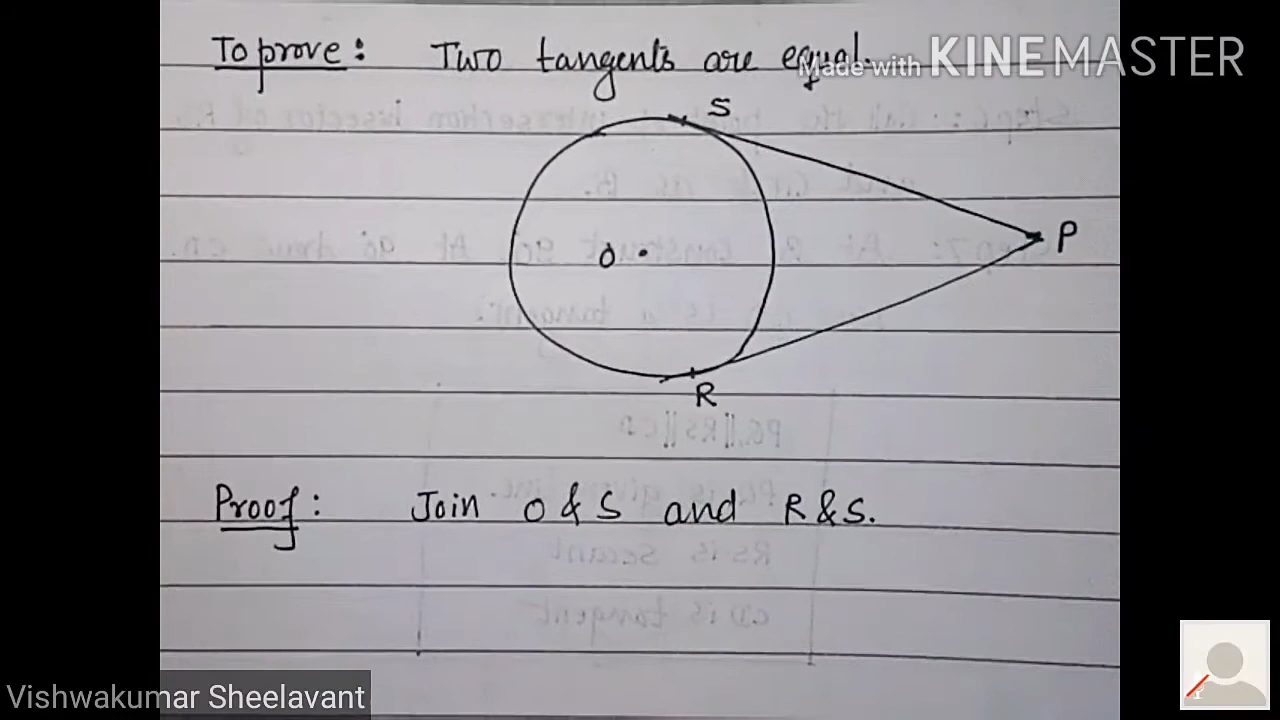 To prove: Two tangents are equal.
Made with KINEMASTER
S
O
P
R
Proof: Join O & S and R & S.
Vishwakumar Sheelavant